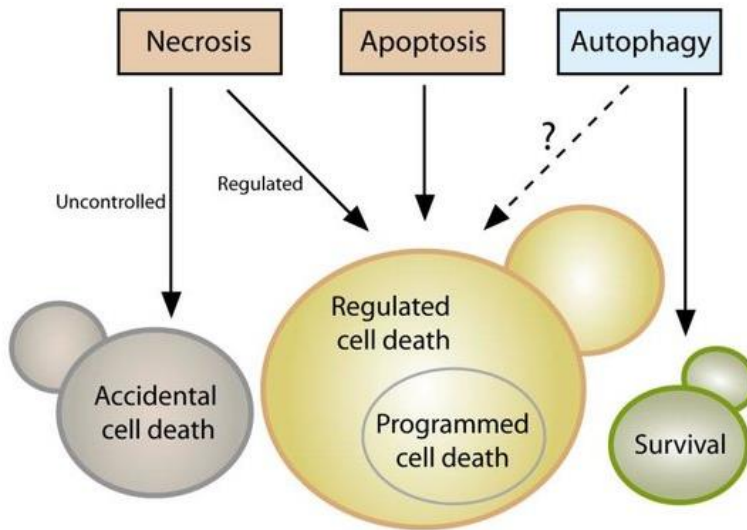 Necrosis
Apoptosis
Autophagy
?
Uncontrolled
Regulated
Regulated
cell death
Accidental
cell death
Programmed
cell death
Survival